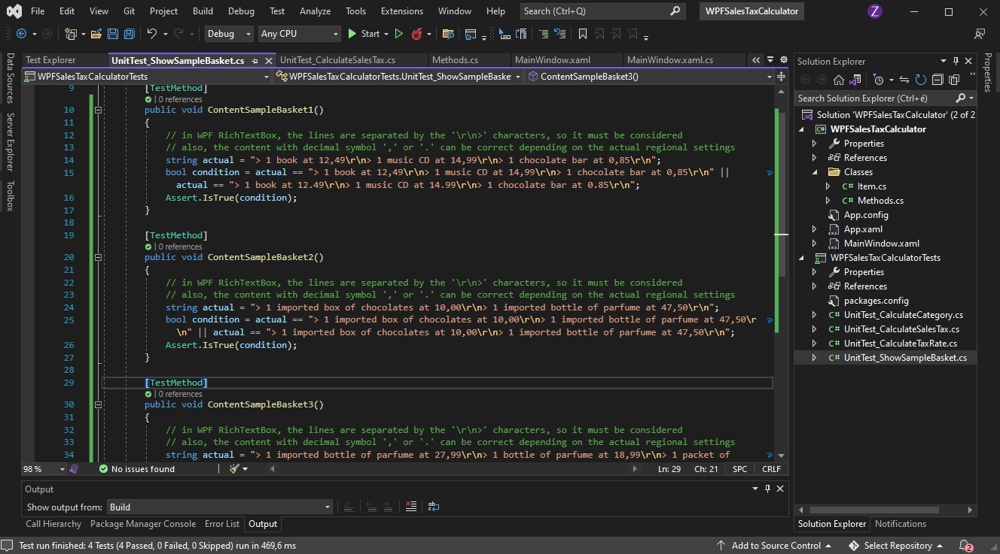 File Edit View Git Project Build Debug Test Analyze Tools Extensions Window Help Search (Ctrl+Q) WPFSalesTaxCalculator Z
Debug Any CPU Start
Data Sources
Server Explorer
Toolbox
Test Explorer UnitTest_ShowSampleBasket.cs UnitTest_CalculateSalesTax.cs Methods.cs MainWindow.xaml MainWindow.xaml.cs
WPFSalesTaxCalculatorTests WPFSalesTaxCalculatorTests.UnitTest_ShowSampleBaske ContentSampleBasket3()
9 [TestMethod]
| 0 references
10 public void ContentSampleBasket1()
11 {
12 // in WPF RichTextBox, the lines are separated by the '\r\n>' characters, so it must be considered
13 // also, the content with decimal symbol ',' or '.' can be correct depending on the actual regional settings
14 string actual = "> 1 book at 12,49\r\n> 1 music CD at 14,99\r\n> 1 chocolate bar at 0,85\r\n";
15 bool condition = actual == "> 1 book at 12,49\r\n> 1 music CD at 14,99\r\n> 1 chocolate bar at 0,85\r\n" ||
actual == "> 1 book at 12.49\r\n> 1 music CD at 14.99\r\n> 1 chocolate bar at 0.85\r\n";
16 Assert.IsTrue(condition);
17 }
18
19 [TestMethod]
| 0 references
20 public void ContentSampleBasket2()
21 {
22 // in WPF RichTextBox, the lines are separated by the '\r\n>' characters, so it must be considered
23 // also, the content with decimal symbol ',' or '.' can be correct depending on the actual regional settings
24 string actual = "> 1 imported box of chocolates at 10,00\r\n> 1 imported bottle of parfume at 47,50\r\n";
25 bool condition = actual == "> 1 imported box of chocolates at 10,00\r\n> 1 imported bottle of parfume at 47,50\r
\n" || actual == "> 1 imported box of chocolates at 10,00\r\n> 1 imported bottle of parfume at 47,50\r\n";
26 Assert.IsTrue(condition);
27 }
28
29 [TestMethod]
| 0 references
30 public void ContentSampleBasket3()
31 {
32 // in WPF RichTextBox, the lines are separated by the '\r\n>' characters, so it must be considered
33 // also, the content with decimal symbol ',' or '.' can be correct depending on the actual regional settings
34 string actual = "> 1 imported bottle of parfume at 27,99\r\n> 1 bottle of parfume at 18,99\r\n> 1 packet of
98 % No issues found Ln: 29 Ch: 21 SPC CRLF
Output
Show output from: Build
Call Hierarchy Package Manager Console Error List Output
Solution Explorer
Search Solution Explorer (Ctrl+é)
Solution 'WPFSalesTaxCalculator' (2 of 2
WPFSalesTaxCalculator
Properties
References
Classes
C# Item.cs
C# Methods.cs
App.config
App.xaml
MainWindow.xaml
WPFSalesTaxCalculatorTests
Properties
References
packages.config
C# UnitTest_CalculateCategory.cs
C# UnitTest_CalculateSalesTax.cs
C# UnitTest_CalculateTaxRate.cs
C# UnitTest_ShowSampleBasket.cs
Solution Explorer Notifications
Properties
Test run finished: 4 Tests (4 Passed, 0 Failed, 0 Skipped) run in 469,6 ms Add to Source Control Select Repository 2